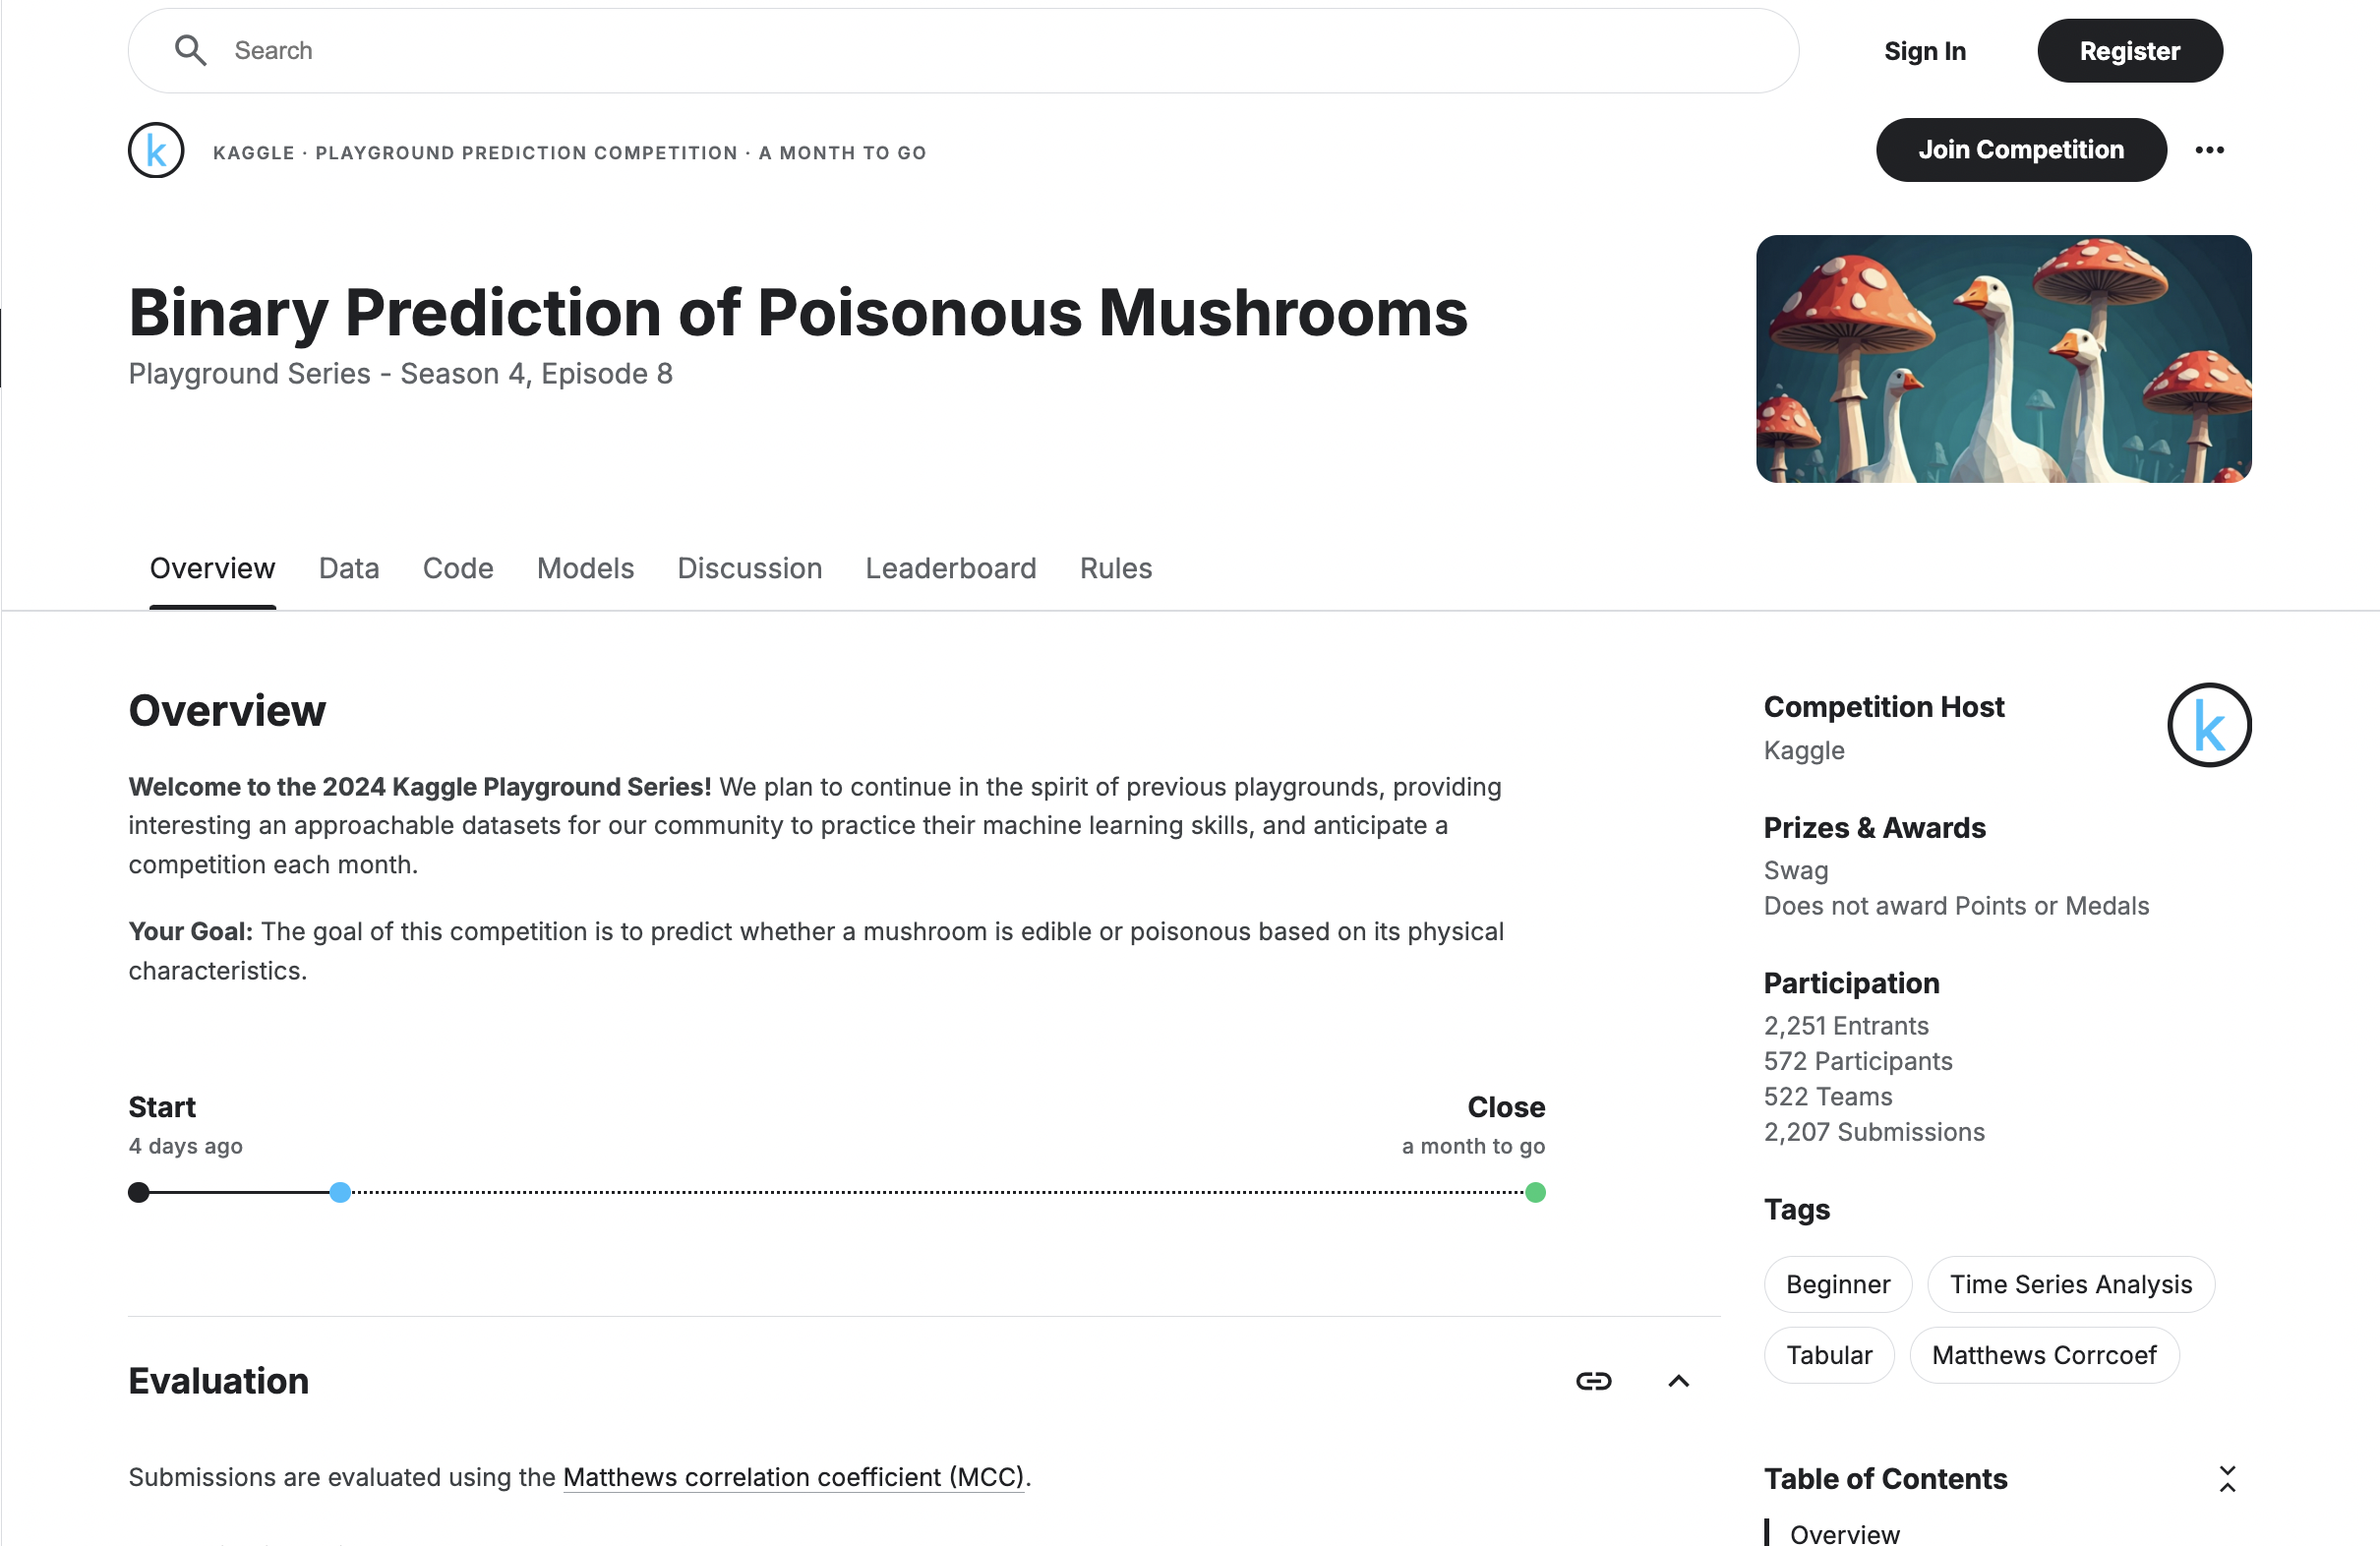 Search
Sign In
Register
k
KAGGLE · PLAYGROUND PREDICTION COMPETITION · A MONTH TO GO
Join Competition
Binary Prediction of Poisonous Mushrooms
Playground Series - Season 4, Episode 8
Overview
Data
Code
Models
Discussion
Leaderboard
Rules
Overview
Welcome to the 2024 Kaggle Playground Series! We plan to continue in the spirit of previous playgrounds, providing
interesting an approachable datasets for our community to practice their machine learning skills, and anticipate a
competition each month.
Your Goal: The goal of this competition is to predict whether a mushroom is edible or poisonous based on its physical
characteristics.
Start
4 days ago
Close
a month to go
Evaluation
Submissions are evaluated using the Matthews correlation coefficient (MCC).
Competition Host
Kaggle
k
Prizes & Awards
Swag
Does not award Points or Medals
Participation
2,251 Entrants
572 Participants
522 Teams
2,207 Submissions
Tags
Beginner
Time Series Analysis
Tabular
Matthews Corrcoef
Table of Contents
Overview